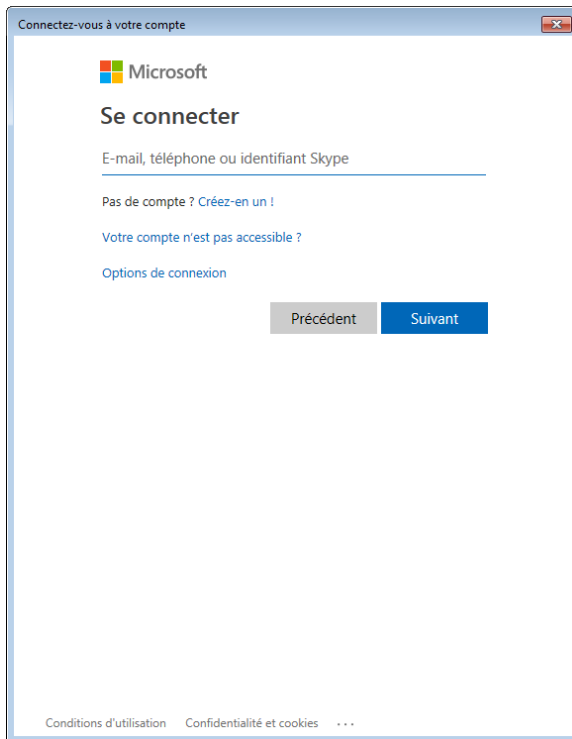 Connectez-vous à votre compte
Microsoft
Se connecter
E-mail, téléphone ou identifiant Skype
Pas de compte ? Créez-en un !
Votre compte n'est pas accessible ?
Options de connexion
Précédent Suivant
Conditions d'utilisation Confidentialité et cookies ...